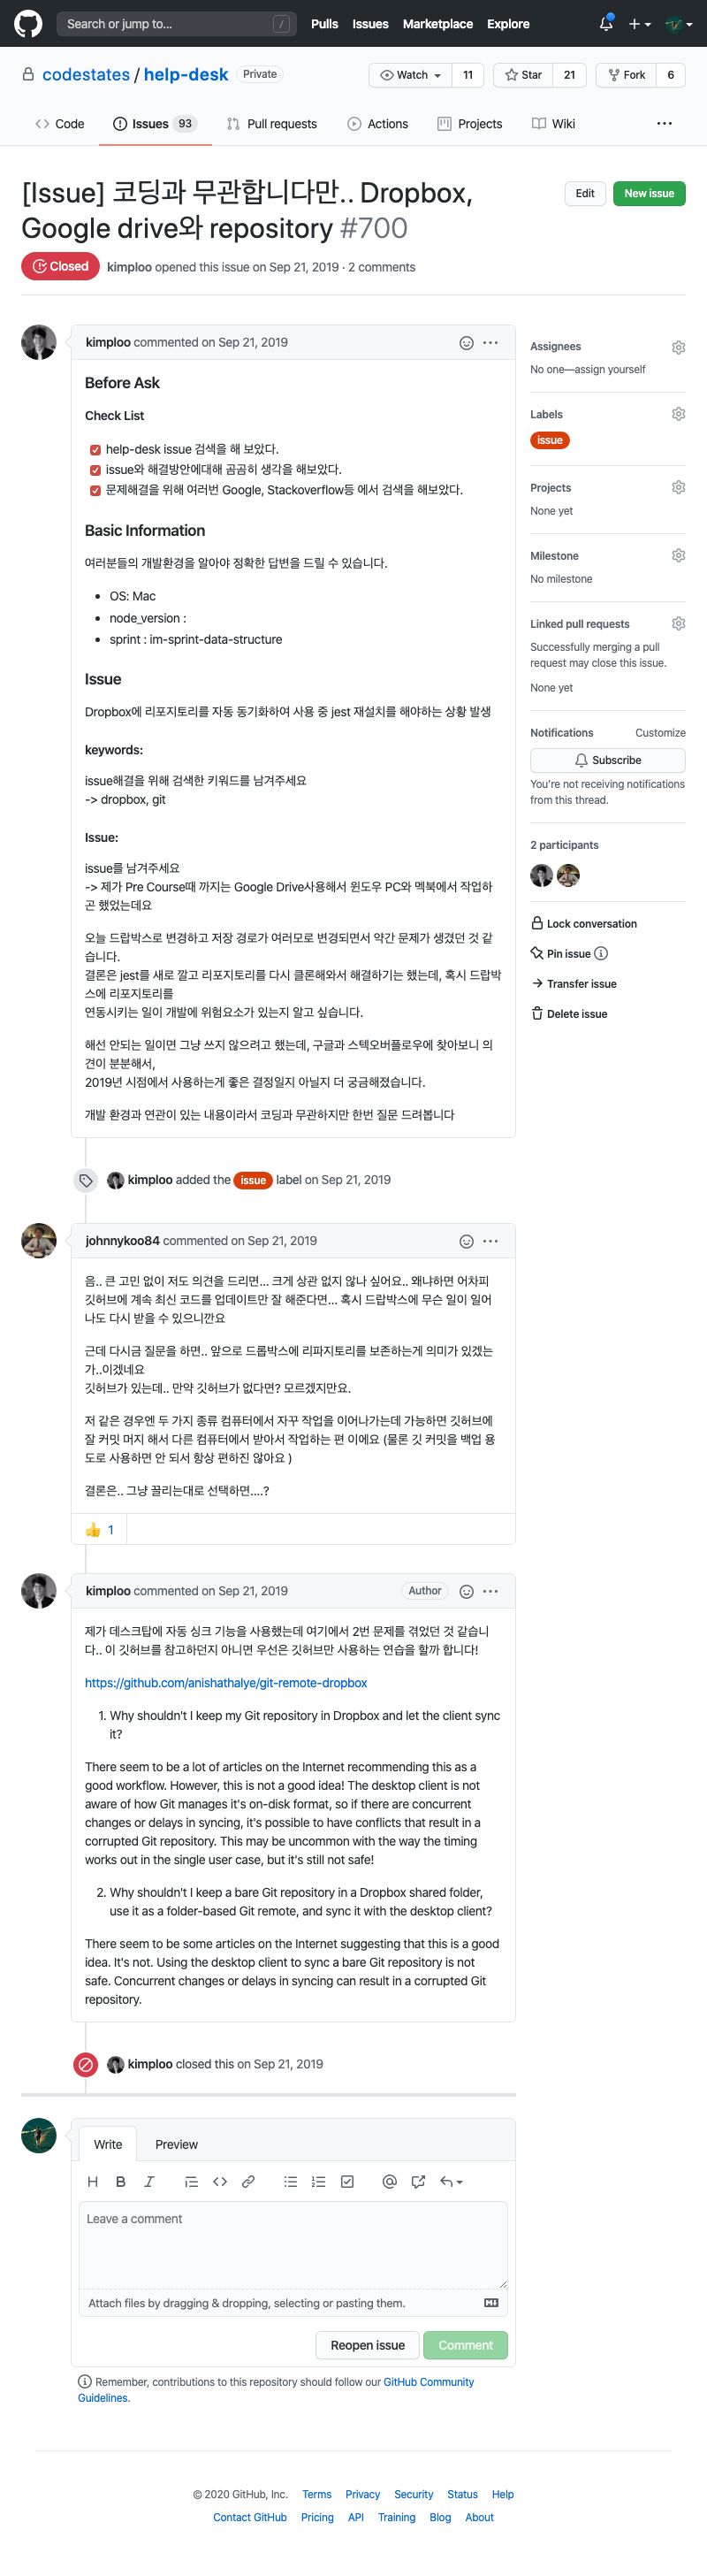 Search or jump to...
/
Pulls Issues Marketplace Explore
codestates / help-desk Private
Watch 11 Star 21 Fork 6
Code Issues 93 Pull requests Actions Projects Wiki
[Issue] 코딩과 무관합니다만.. Dropbox,
Google drive와 repository #700
Edit New issue
Closed kimploo opened this issue on Sep 21, 2019 · 2 comments
kimploo commented on Sep 21, 2019
Before Ask
Check List
help-desk issue 검색을 해 보았다.
issue와 해결방안에대해 곰곰히 생각을 해보았다.
문제해결을 위해 여러번 Google, Stackoverflow등 에서 검색을 해보았다.
Basic Information
여러분들의 개발환경을 알아야 정확한 답변을 드릴 수 있습니다.
• OS: Mac
• node_version :
• sprint : im-sprint-data-structure
Issue
Dropbox에 리포지토리를 자동 동기화하여 사용 중 jest 재설치를 해야하는 상황 발생
keywords:
issue해결을 위해 검색한 키워드를 남겨주세요
-> dropbox, git
Issue:
issue를 남겨주세요
-> 제가 Pre Course때 까지는 Google Drive사용해서 윈도우 PC와 멕북에서 작업하
곤 했었는데요
오늘 드랍박스로 변경하고 저장 경로가 여러모로 변경되면서 약간 문제가 생겼던 것 같
습니다.
결론은 jest를 새로 깔고 리포지토리를 다시 클론해와서 해결하기는 했는데, 혹시 드랍박
스에 리포지토리를
연동시키는 일이 개발에 위험요소가 있는지 알고 싶습니다.
해선 안되는 일이면 그냥 쓰지 않으려고 했는데, 구글과 스텍오버플로우에 찾아보니 의
견이 분분해서,
2019년 시점에서 사용하는게 좋은 결정일지 아닐지 더 궁금해졌습니다.
개발 환경과 연관이 있는 내용이라서 코딩과 무관하지만 한번 질문 드려봅니다
Assignees
No one—assign yourself
Labels
issue
Projects
None yet
Milestone
No milestone
Linked pull requests
Successfully merging a pull
request may close this issue.
None yet
Notifications Customize
Subscribe
You're not receiving notifications
from this thread.
2 participants
Lock conversation
Pin issue
Transfer issue
Delete issue
kimploo added the issue label on Sep 21, 2019
johnnykoo84 commented on Sep 21, 2019
음.. 큰 고민 없이 저도 의견을 드리면... 크게 상관 없지 않나 싶어요.. 왜냐하면 어차피
깃허브에 계속 최신 코드를 업데이트만 잘 해준다면... 혹시 드랍박스에 무슨 일이 일어
나도 다시 받을 수 있으니깐요
근데 다시금 질문을 하면.. 앞으로 드롭박스에 리파지토리를 보존하는게 의미가 있겠는
가..이겠네요
깃허브가 있는데.. 만약 깃허브가 없다면? 모르겠지만요.
저 같은 경우엔 두 가지 종류 컴퓨터에서 자꾸 작업을 이어나가는데 가능하면 깃허브에
잘 커밋 머지 해서 다른 컴퓨터에서 받아서 작업하는 편 이에요 (물론 깃 커밋을 백업 용
도로 사용하면 안 되서 항상 편하진 않아요 )
결론은.. 그냥 끌리는대로 선택하면....?
👍 1
kimploo commented on Sep 21, 2019 Author
제가 데스크탑에 자동 싱크 기능을 사용했는데 여기에서 2번 문제를 겪었던 것 같습니
다.. 이 깃허브를 참고하던지 아니면 우선은 깃허브만 사용하는 연습을 할까 합니다!
https://github.com/anishathalye/git-remote-dropbox
1. Why shouldn't I keep my Git repository in Dropbox and let the client sync
it?
There seem to be a lot of articles on the Internet recommending this as a
good workflow. However, this is not a good idea! The desktop client is not
aware of how Git manages it's on-disk format, so if there are concurrent
changes or delays in syncing, it's possible to have conflicts that result in a
corrupted Git repository. This may be uncommon with the way the timing
works out in the single user case, but it's still not safe!
2. Why shouldn't I keep a bare Git repository in a Dropbox shared folder,
use it as a folder-based Git remote, and sync it with the desktop client?
There seem to be some articles on the Internet suggesting that this is a good
idea. It's not. Using the desktop client to sync a bare Git repository is not
safe. Concurrent changes or delays in syncing can result in a corrupted Git
repository.
kimploo closed this on Sep 21, 2019
Write Preview
Leave a comment
Attach files by dragging & dropping, selecting or pasting them.
Reopen issue Comment
Remember, contributions to this repository should follow our GitHub Community
Guidelines.
© 2020 GitHub, Inc. Terms Privacy Security Status Help
Contact GitHub Pricing API Training Blog About